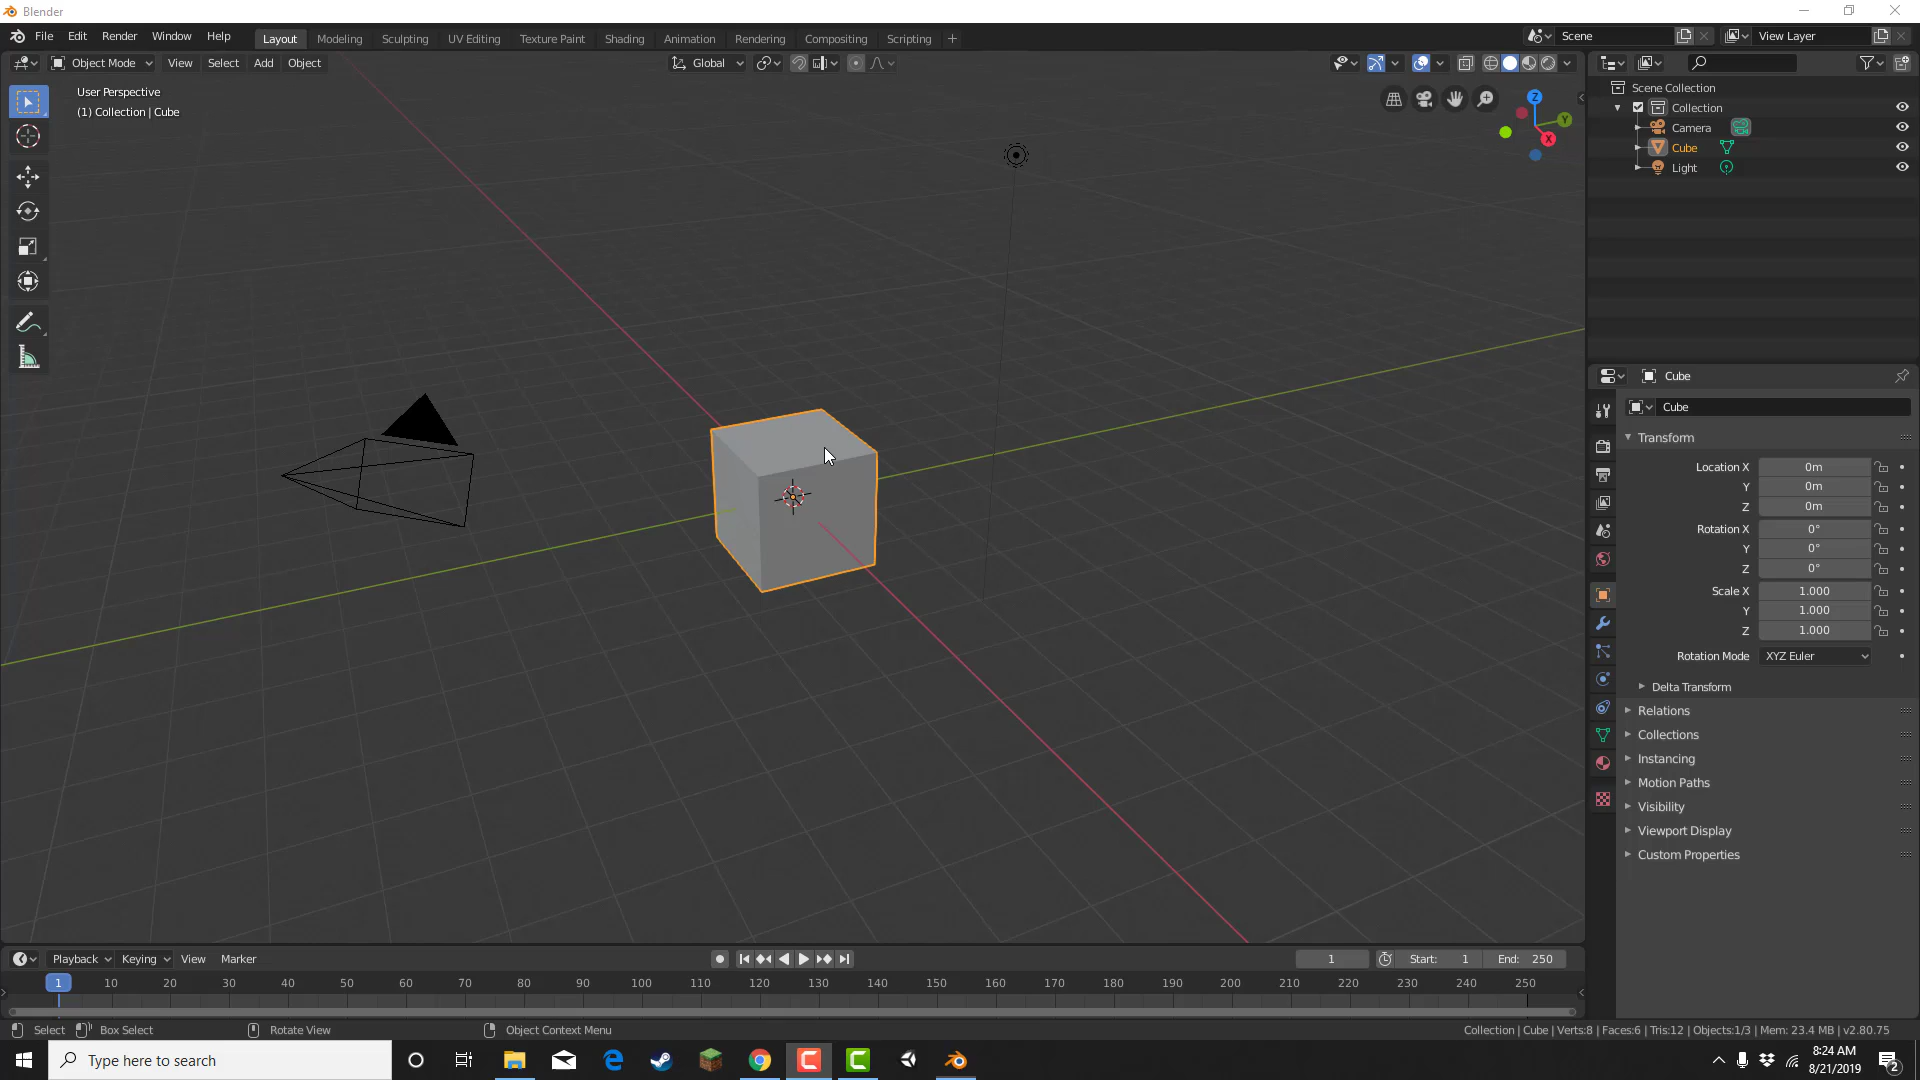 Blender
File Edit Render Window Help
Layout Modeling Sculpting UV Editing Texture Paint Shading Animation Rendering Compositing Scripting +
Scene
View Layer
Object Mode View Select Add Object
Global
User Perspective
(1) Collection | Cube
Z
Y
X
Scene Collection
Collection
Camera
Cube
Light
Cube
Cube
Transform
Location X 0m
Y 0m
Z 0m
Rotation X 0°
Y 0°
Z 0°
Scale X 1.000
Y 1.000
Z 1.000
Rotation Mode XYZ Euler
Delta Transform
Relations
Collections
Instancing
Motion Paths
Visibility
Viewport Display
Custom Properties
Playback Keying View Marker
1 Start: 1 End: 250
1 10 20 30 40 50 60 70 80 90 100 110 120 130 140 150 160 170 180 190 200 210 220 230 240 250
Select Box Select Rotate View Object Context Menu
Collection | Cube | Verts:8 | Faces:6 | Tris:12 | Objects:1/3 | Mem: 23.4 MB | v2.80.75
Type here to search
8:24 AM
8/21/2019
2